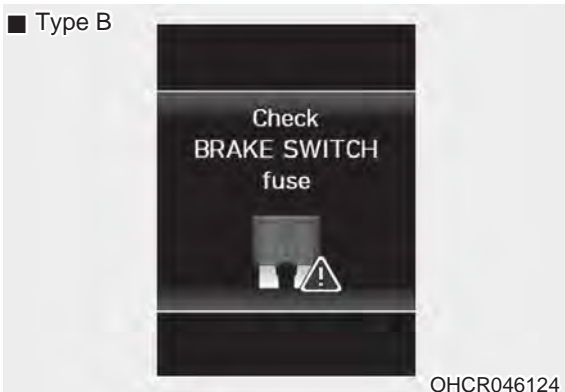 ■ Type B
Check
BRAKE SWITCH
fuse
OHCR046124